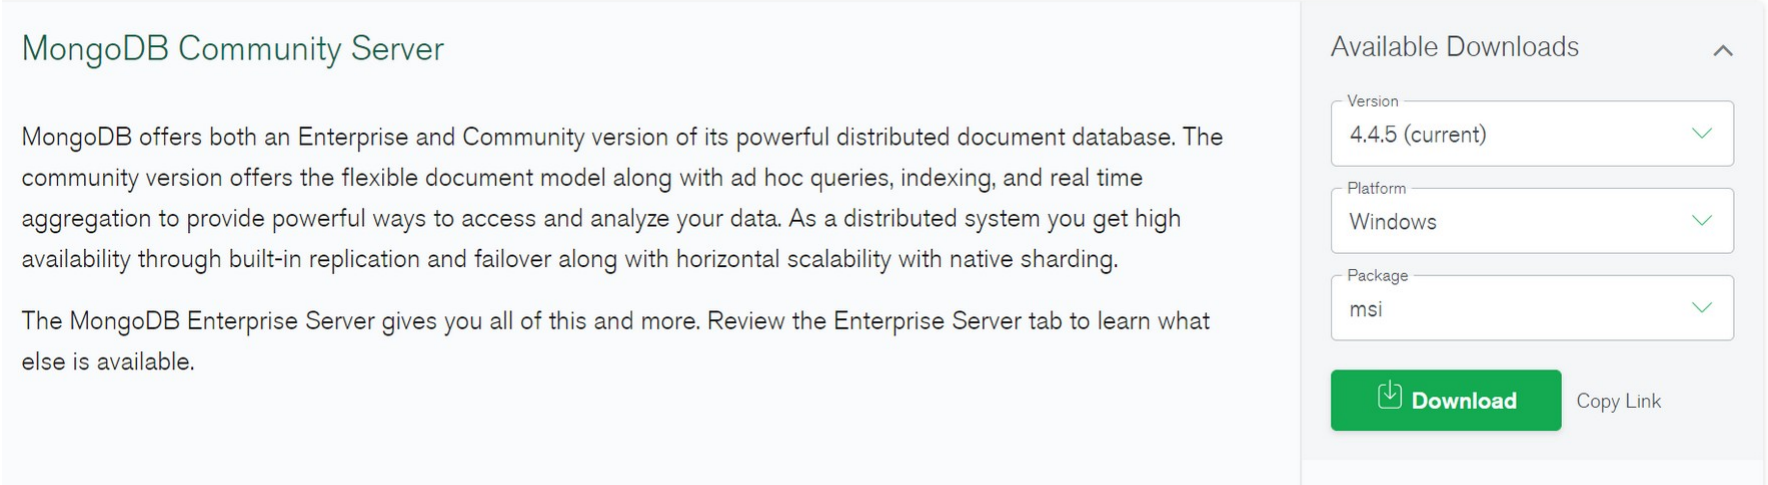 MongoDB Community Server
MongoDB offers both an Enterprise and Community version of its powerful distributed document database. The
community version offers the flexible document model along with ad hoc queries, indexing, and real time
aggregation to provide powerful ways to access and analyze your data. As a distributed system you get high
availability through built-in replication and failover along with horizontal scalability with native sharding.
The MongoDB Enterprise Server gives you all of this and more. Review the Enterprise Server tab to learn what
else is available.
Available Downloads
Version
4.4.5 (current)
Platform
Windows
Package
msi
Download
Copy Link